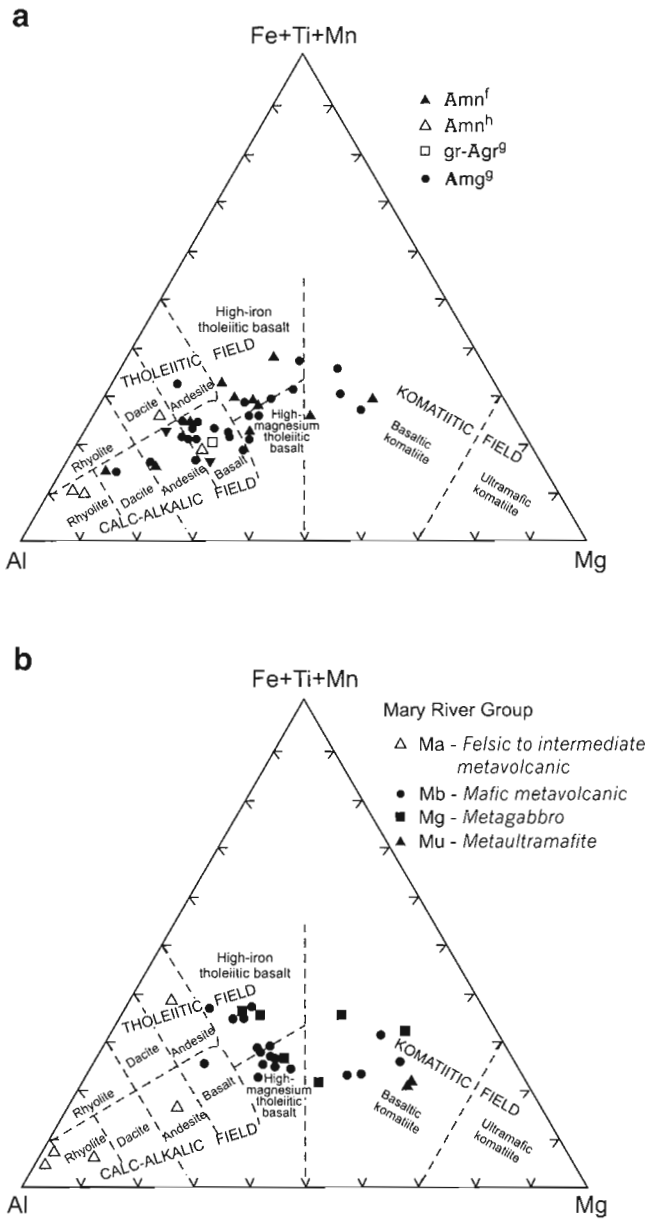 a
Fe+Ti+Mn
Amnᶠ
Amnʰ
gr-Agrᵍ
Amgᵍ
High-iron
tholeiitic basalt
THOLEIITIC FIELD
Andesite
Dacite
Rhyolite
High-
magnesium
tholeiitic
basalt
KOMATIITIC FIELD
Basaltic
komatiite
Ultramafic
komatiite
Basalt
Andesite
Dacite
Rhyolite
CALC-ALKALIC FIELD
Al
Mg
b
Fe+Ti+Mn
Mary River Group
Ma - Felsic to intermediate
metavolcanic
Mb - Mafic metavolcanic
Mg - Metagabbro
Mu - Metaultramafite
High-iron
tholeiitic basalt
THOLEIITIC FIELD
Andesite
Dacite
Rhyolite
High-
magnesium
tholeiitic
basalt
KOMATIITIC FIELD
Basaltic
komatiite
Ultramafic
komatiite
Basalt
Andesite
Dacite
Rhyolite
CALC-ALKALIC FIELD
Al
Mg